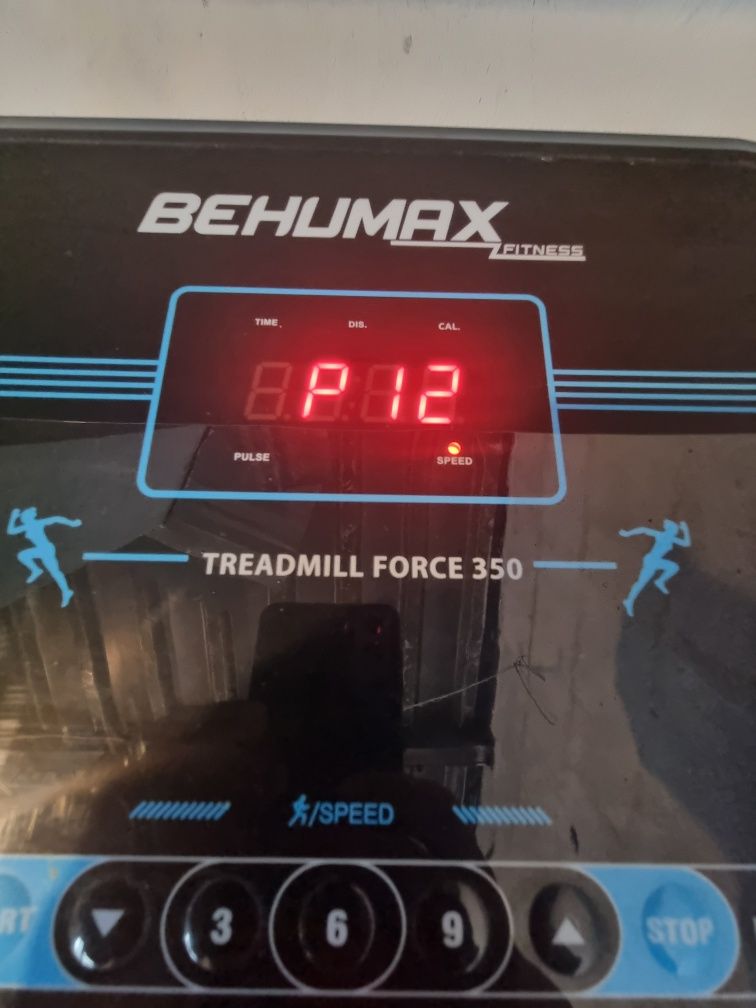 BEHUMAX
FITNESS
TIME. DIS. CAL.
P12
PULSE SPEED
TREADMILL FORCE 350
/SPEED
3 6 9 STOP